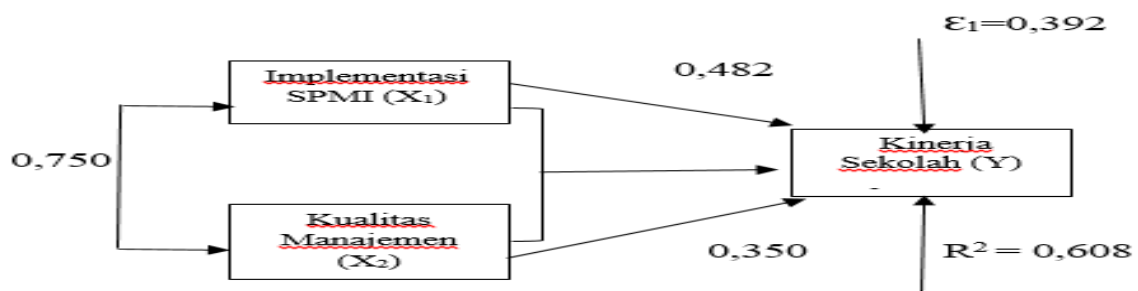 ε₁=0,392
0,482
Implementasi
SPMI (X₁)
Kinerja
Sekolah (Y)
0,750
Kualitas
Manajemen
(X₂)
0,350
R² = 0,608